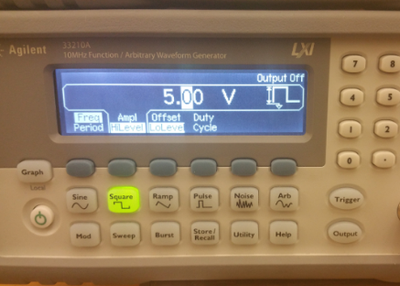 Agilent 33210A
10MHz Function / Arbitrary Waveform Generator
LXI
Output Off
5.00 V
Freq Ampl Offset Duty
Period HiLevel LoLevel Cycle
7 8
4 5
1 2
0 .
Graph
Local
Sine Square Ramp Pulse Noise Arb Trigger
Mod Sweep Burst Store/ Utility Help Output
Recall